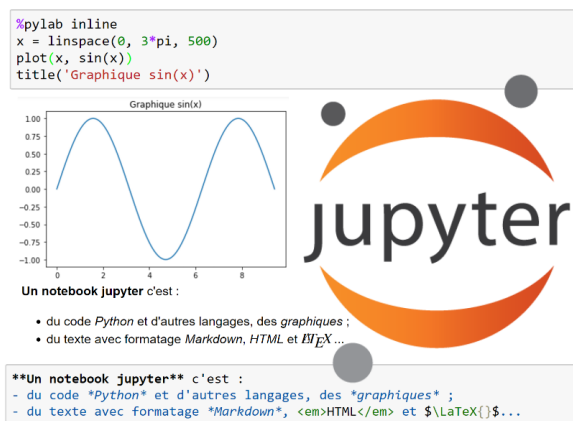 %pylab inline
x = linspace(0, 3*pi, 500)
plot(x, sin(x))
title('Graphique sin(x)')
Graphique sin(x)
1.00
0.75
0.50
0.25
0.00
−0.25
−0.50
−0.75
−1.00
0 2 4 6 8
jupyter
Un notebook jupyter c'est :
• du code Python et d'autres langages, des graphiques ;
• du texte avec formatage Markdown, HTML et LATEX...
**Un notebook jupyter** c'est :
- du code *Python* et d'autres langages, des *graphiques* ;
- du texte avec formatage *Markdown*, <em>HTML</em> et $\LaTeX{}$...